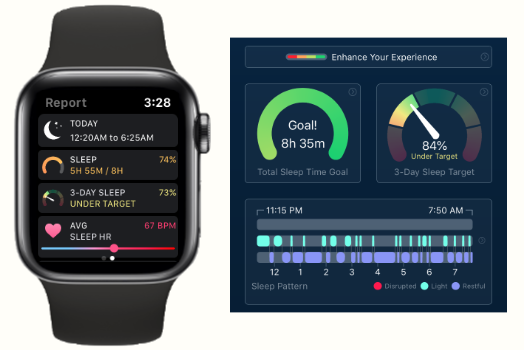 Report 3:28
TODAY
12:20AM to 6:25AM
SLEEP 74%
5H 55M / 8H
3-DAY SLEEP 73%
UNDER TARGET
AVG 67 BPM
SLEEP HR
Enhance Your Experience
Goal!
8h 35m
Total Sleep Time Goal
84%
Under Target
3-Day Sleep Target
11:15 PM 7:50 AM
12 1 2 3 4 5 6 7
Sleep Pattern Disrupted Light Restful